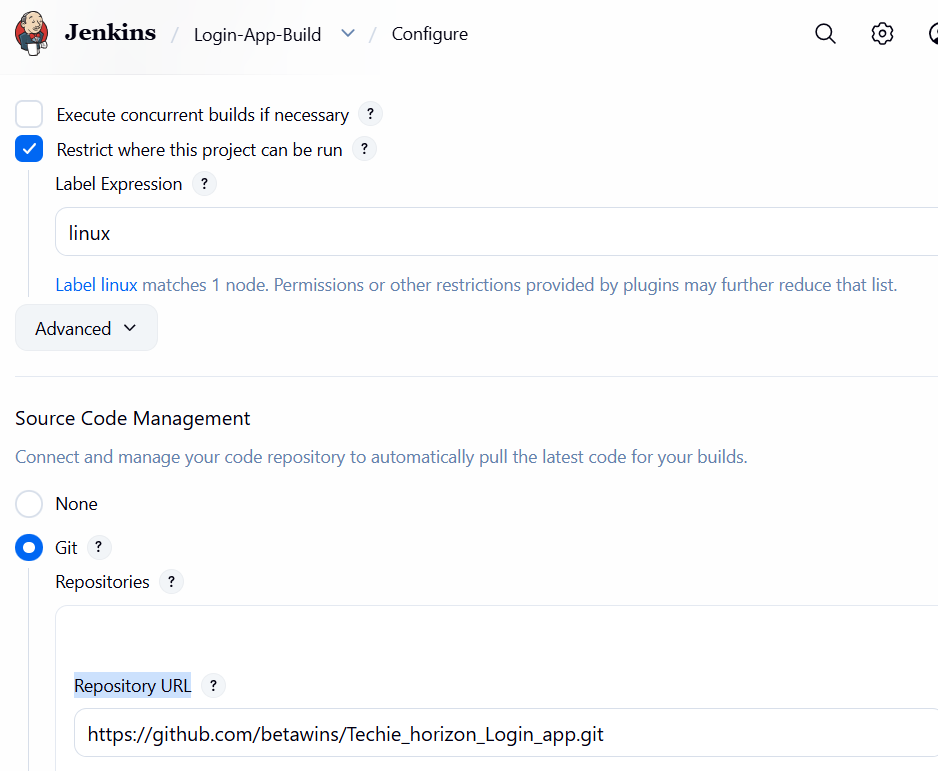 Jenkins / Login-App-Build / Configure
Execute concurrent builds if necessary ?
Restrict where this project can be run ?
Label Expression ?
linux
Label linux matches 1 node. Permissions or other restrictions provided by plugins may further reduce that list.
Advanced
Source Code Management
Connect and manage your code repository to automatically pull the latest code for your builds.
None
Git ?
Repositories ?
Repository URL ?
https://github.com/betawins/Techie_horizon_Login_app.git